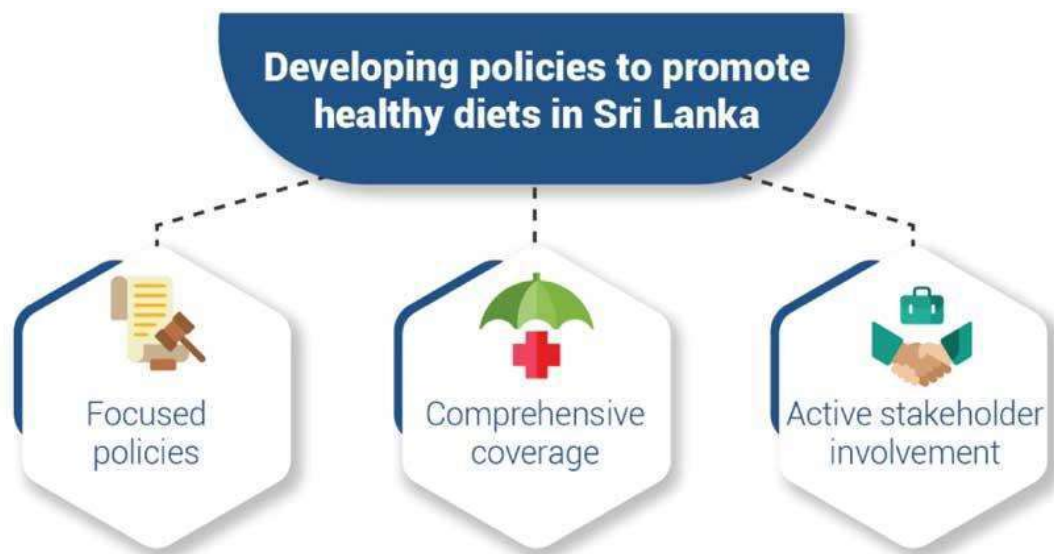 Developing policies to promote
healthy diets in Sri Lanka
Focused
policies
Comprehensive
coverage
Active stakeholder
involvement